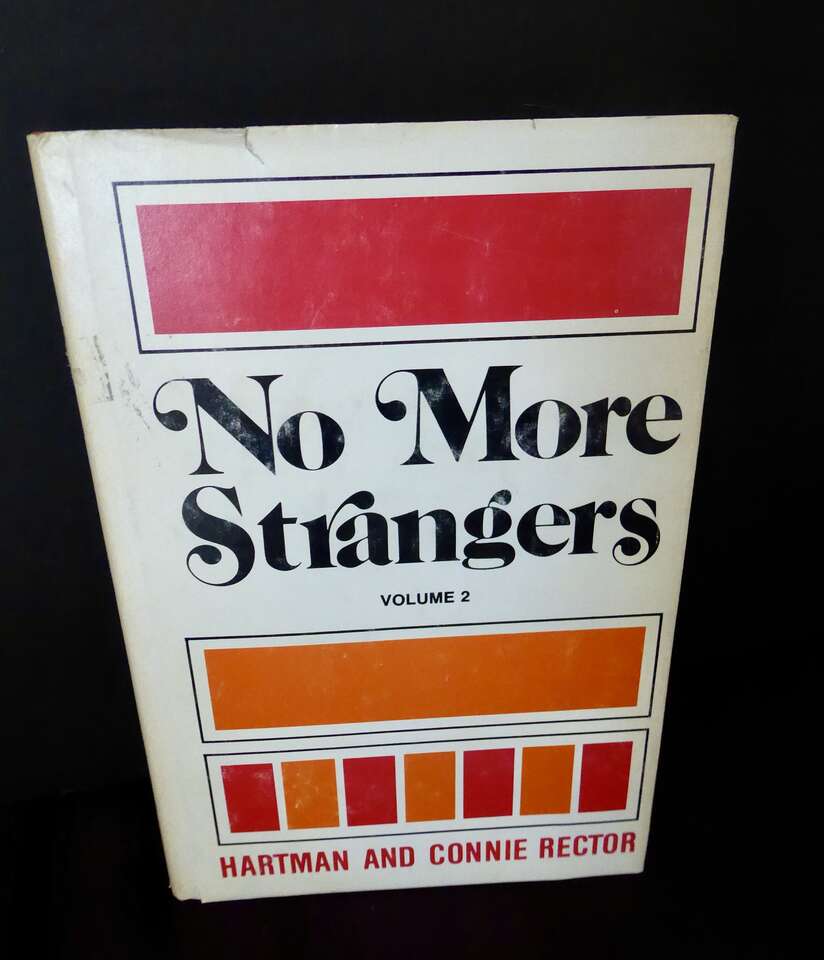 No More
Strangers
VOLUME 2
HARTMAN AND CONNIE RECTOR